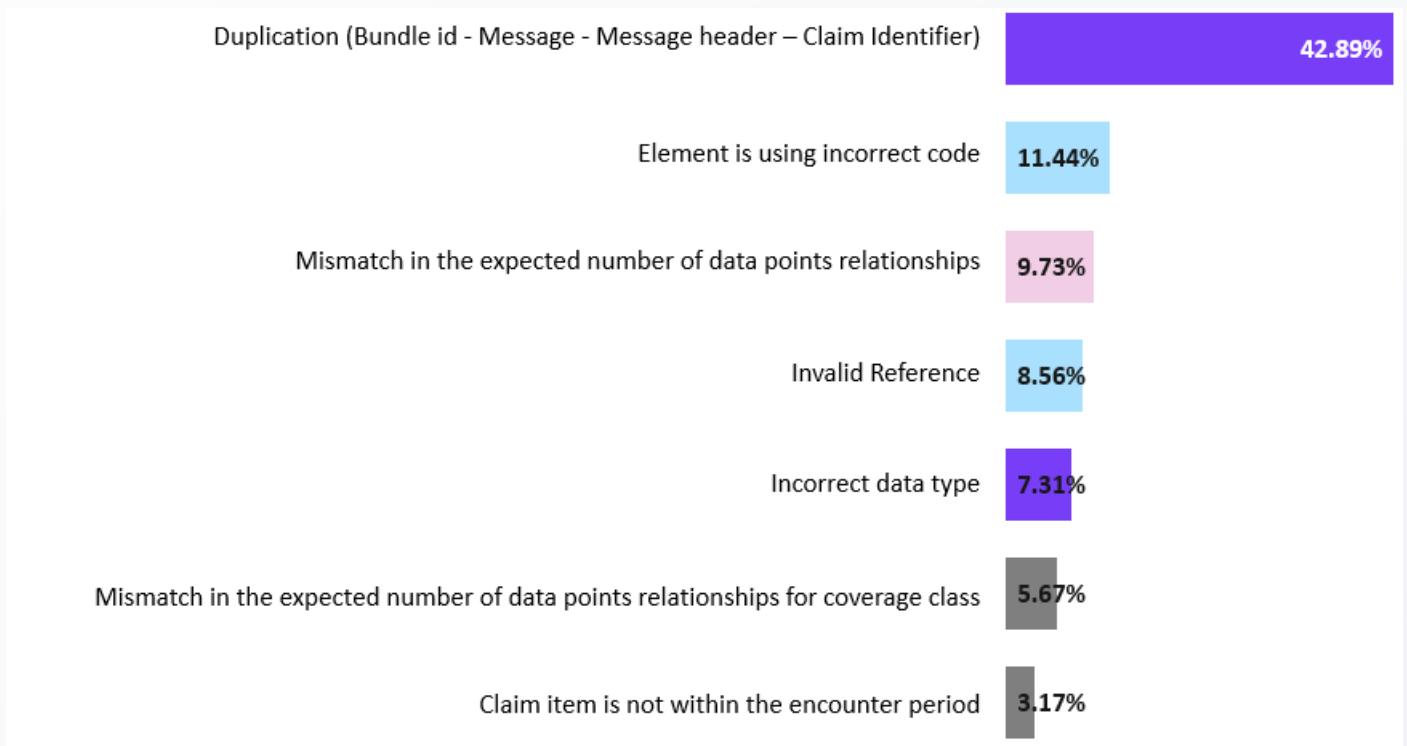 Duplication (Bundle id - Message - Message header – Claim Identifier)
42.89%
Element is using incorrect code
11.44%
Mismatch in the expected number of data points relationships
9.73%
Invalid Reference
8.56%
Incorrect data type
7.31%
Mismatch in the expected number of data points relationships for coverage class
5.67%
Claim item is not within the encounter period
3.17%